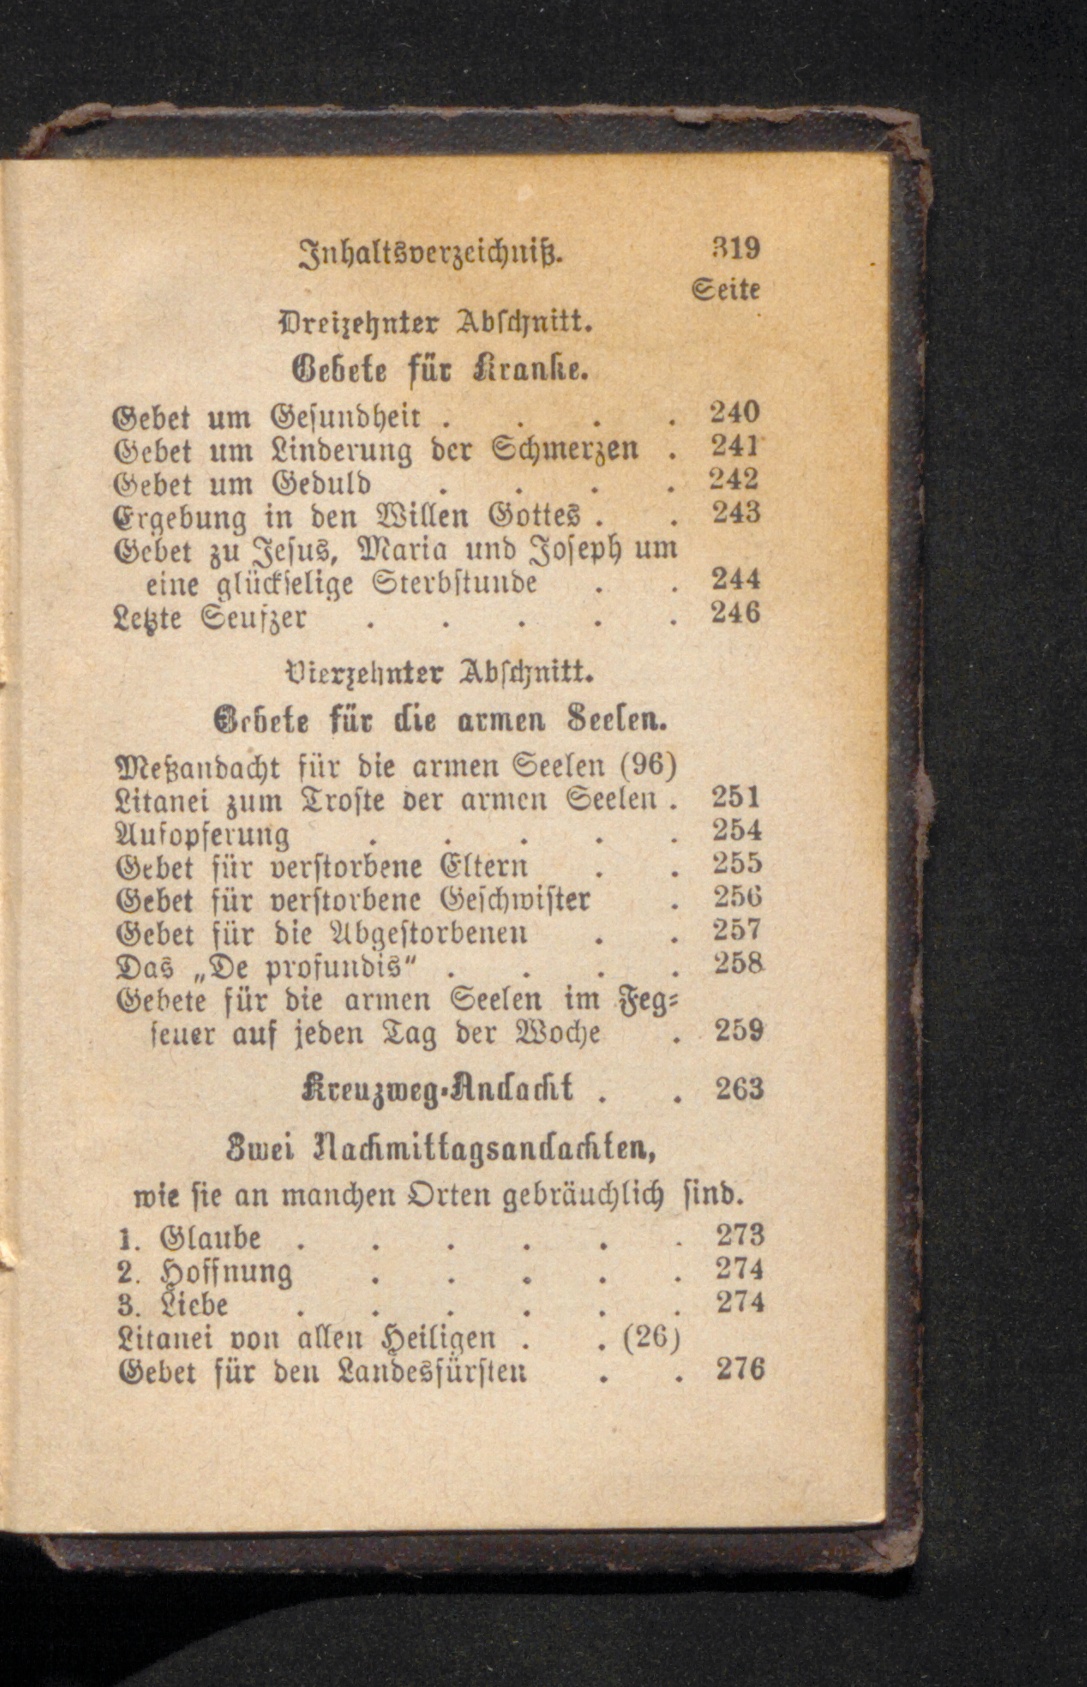 Inhaltsverzeichniß. 319
Seite
Dreizehnter Abschnitt.
Gebete für Kranke.
Gebet um Gesundheit . . . . 240
Gebet um Linderung der Schmerzen . 241
Gebet um Geduld . . . . 242
Ergebung in den Willen Gottes . . 243
Gebet zu Jesus, Maria und Joseph um
eine glückselige Sterbstunde . . 244
Letzte Seufzer . . . . . 246
Vierzehnter Abschnitt.
Gebete für die armen Seelen.
Meßandacht für die armen Seelen (96)
Litanei zum Troste der armen Seelen . 251
Aufopferung . . . . . 254
Gebet für verstorbene Eltern . . 255
Gebet für verstorbene Geschwister . 256
Gebet für die Abgestorbenen . . 257
Das „De profundis“ . . . . 258
Gebete für die armen Seelen im Feg-
feuer auf jeden Tag der Woche . 259
Kreuzweg-Andacht . . 263
Zwei Nachmittagsandachten,
wie sie an manchen Orten gebräuchlich sind.
1. Glaube . . . . . . 273
2. Hoffnung . . . . . 274
3. Liebe . . . . . . 274
Litanei von allen Heiligen . . (26)
Gebet für den Landesfürsten . . 276